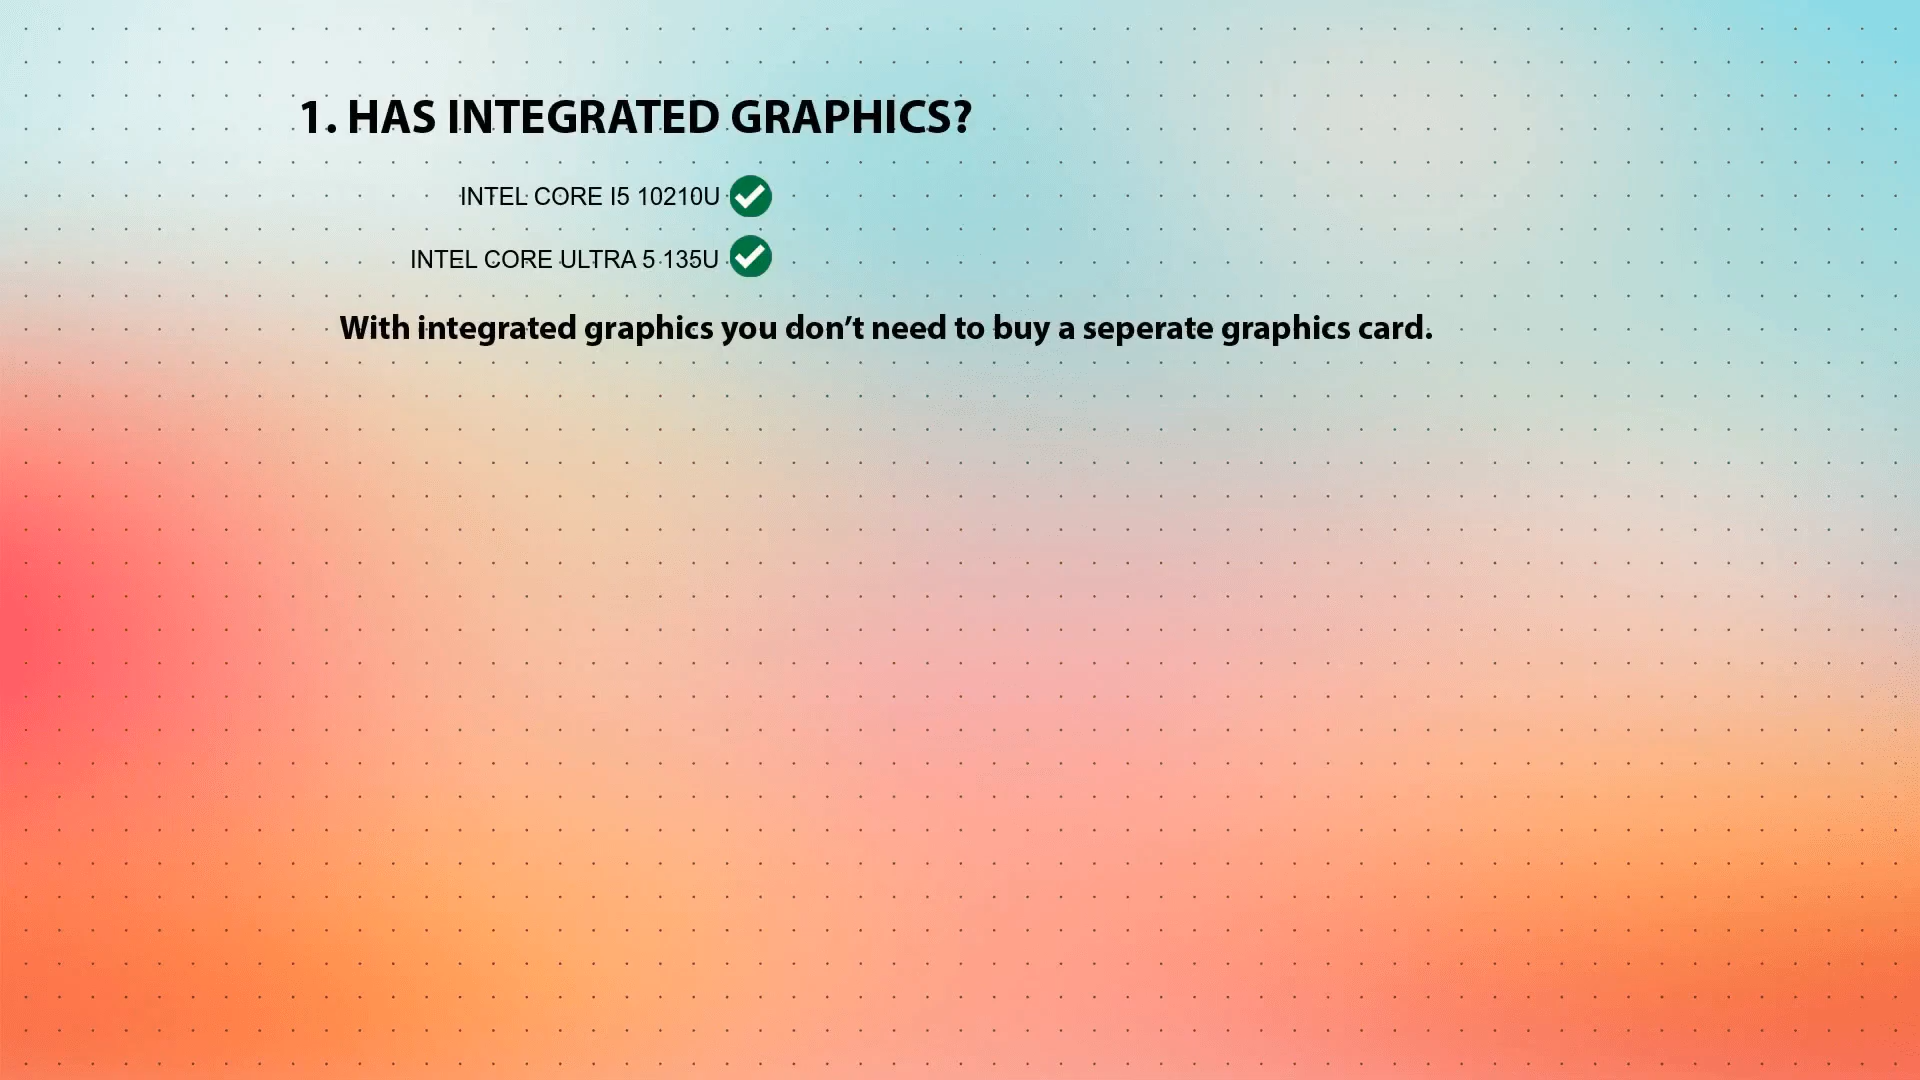 1. HAS INTEGRATED GRAPHICS?
INTEL CORE I5 10210U
INTEL CORE ULTRA 5 135U
With integrated graphics you don’t need to buy a seperate graphics card.